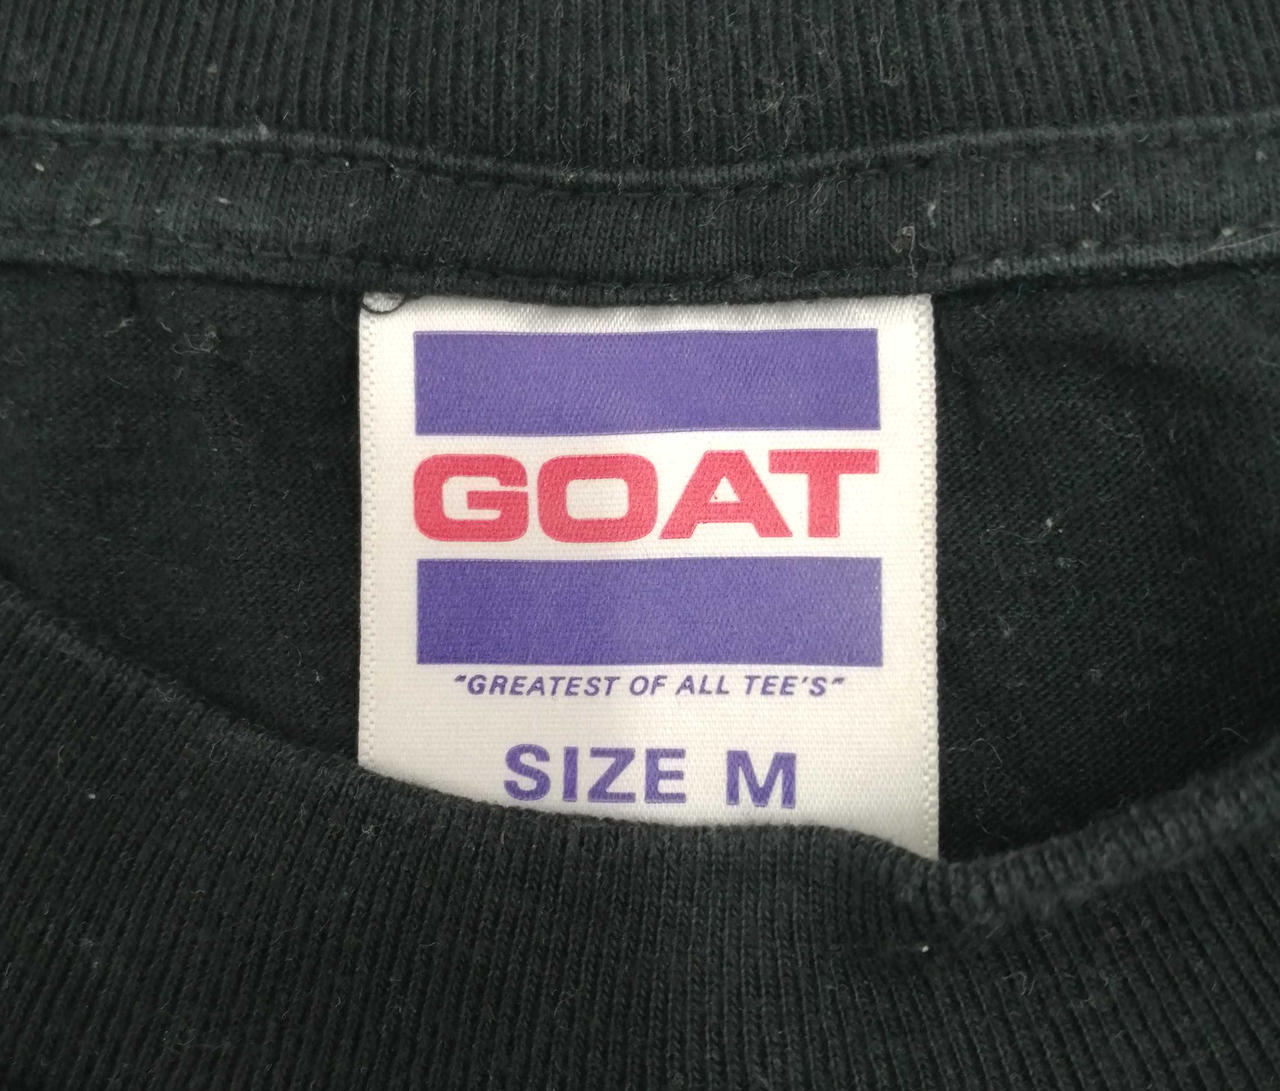 GOAT
"GREATEST OF ALL TEE'S"
SIZE M